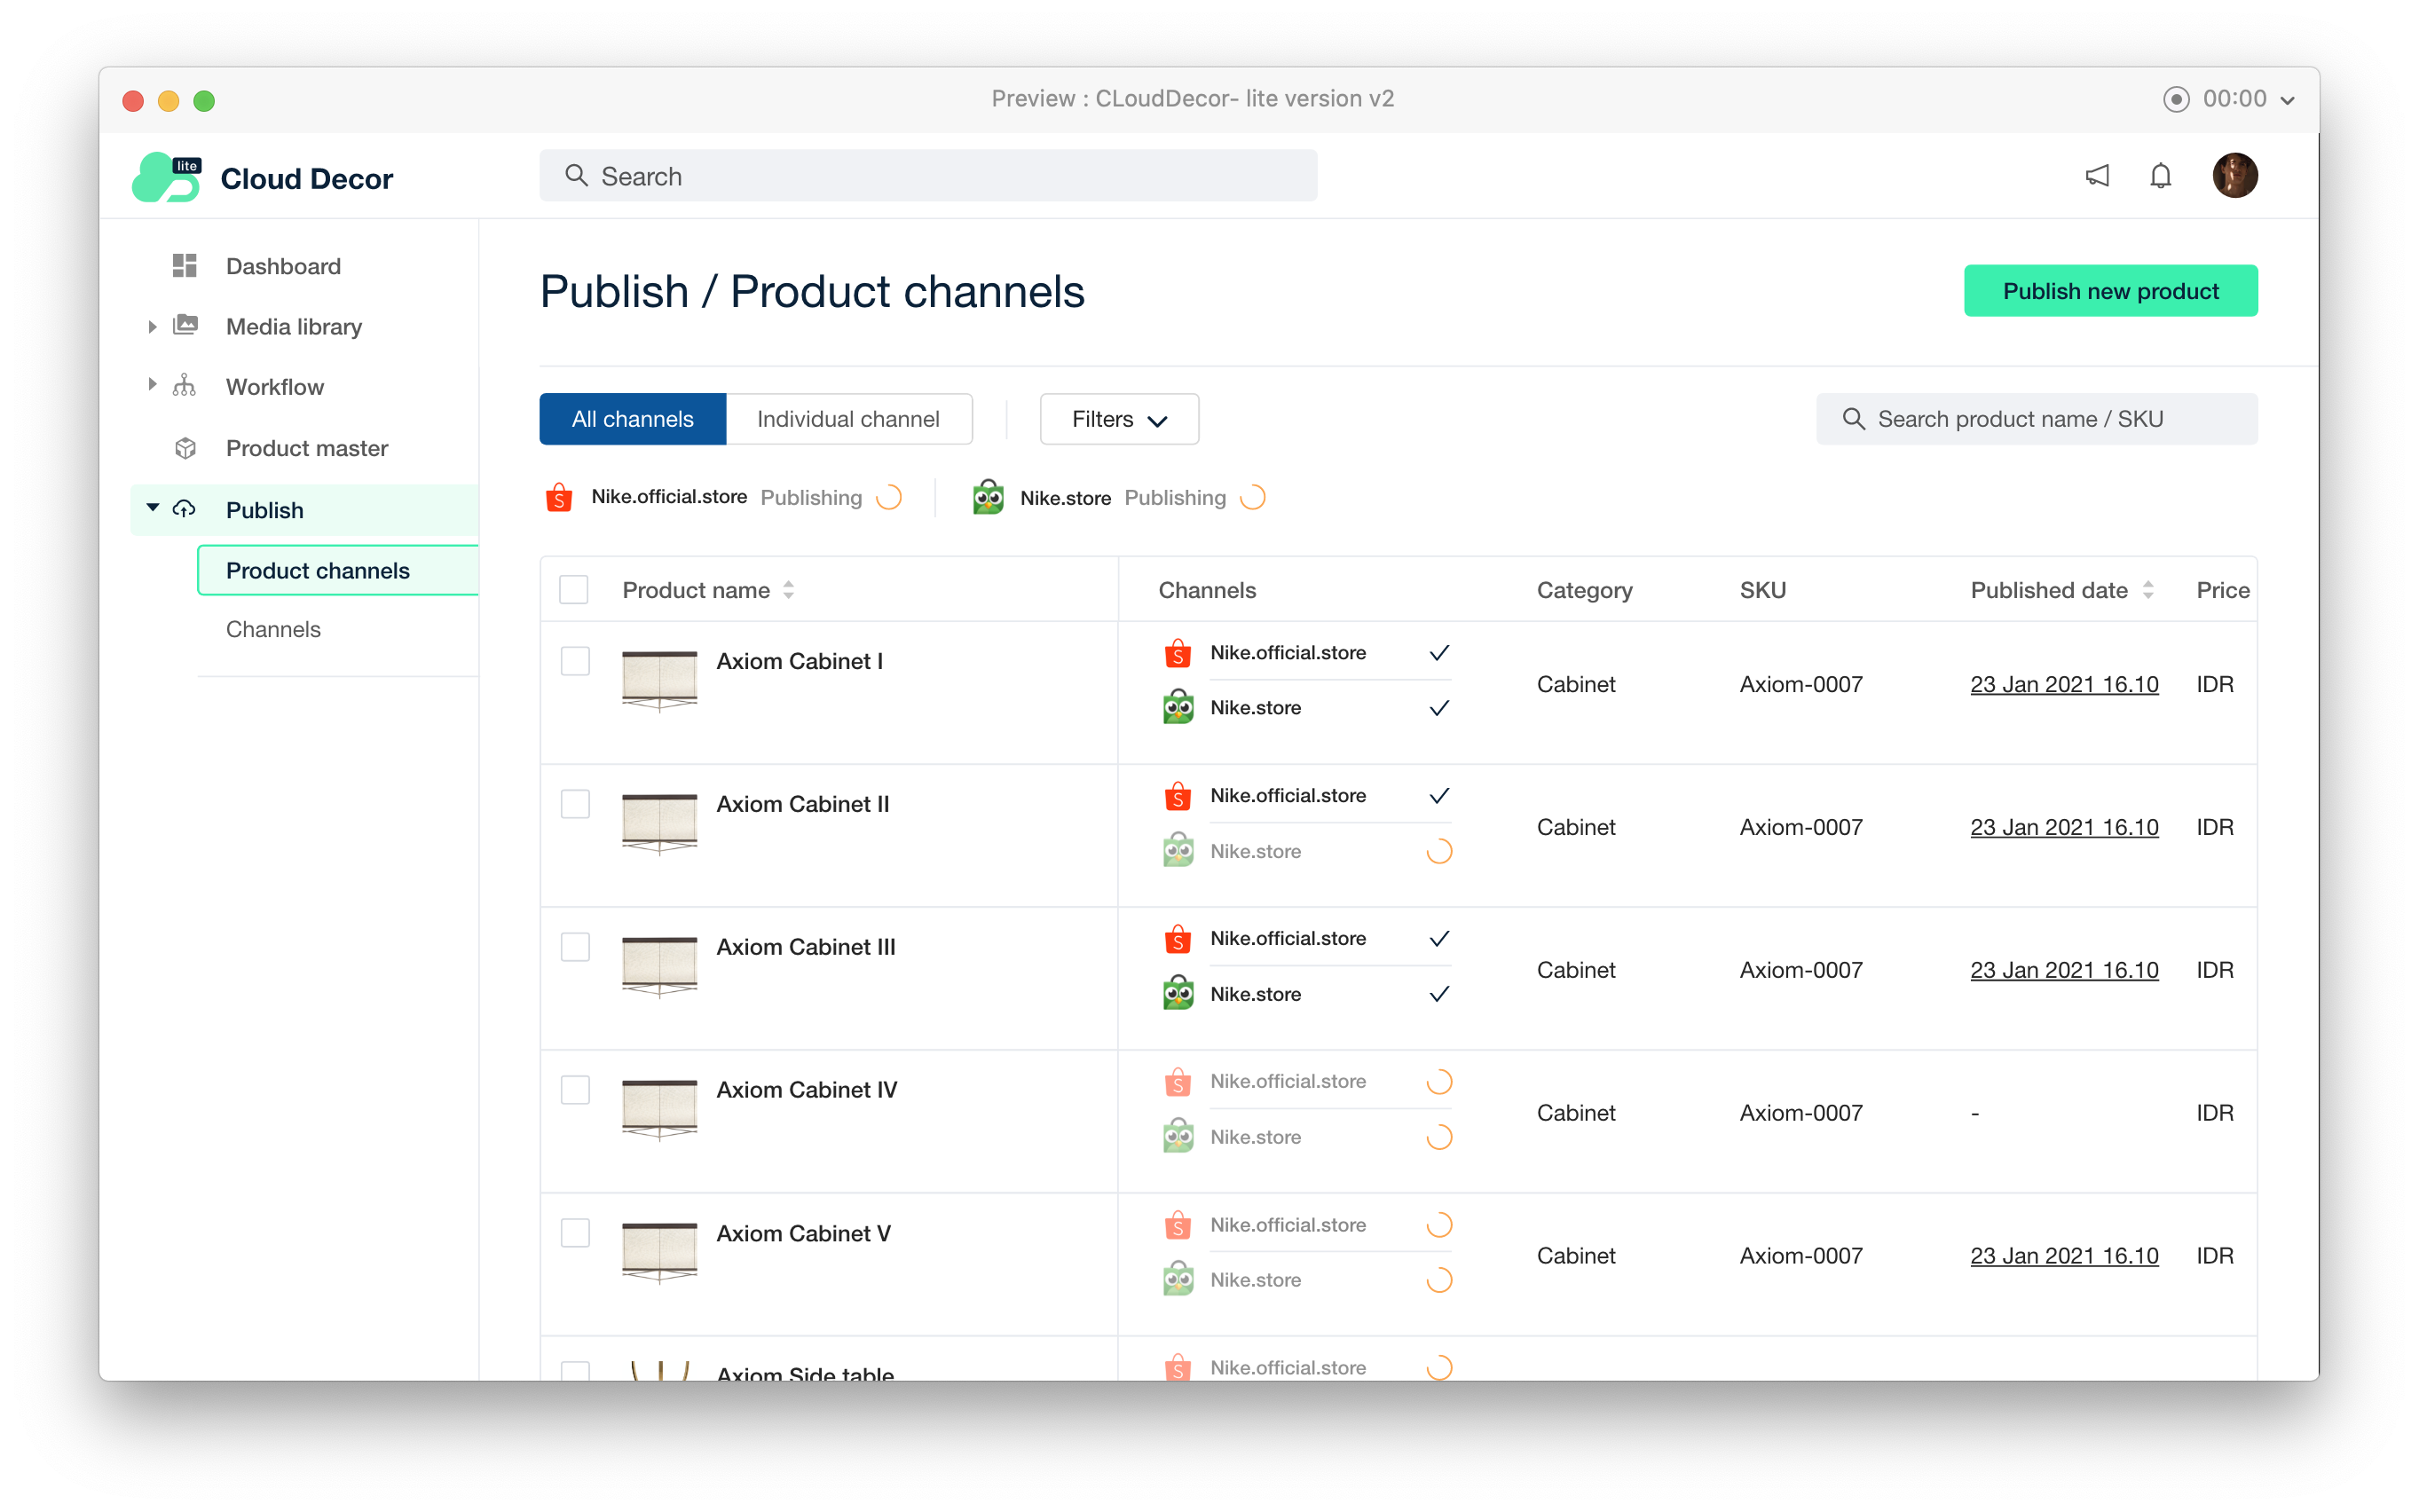 Preview : CLoudDecor- lite version v2
00:00
lite
Cloud Decor
Search
Dashboard
Media library
Workflow
Product master
Publish
Product channels
Channels
Publish / Product channels
Publish new product
All channels
Individual channel
Filters
Search product name / SKU
Nike.official.store Publishing
Nike.store Publishing
Product name
Channels
Category
SKU
Published date
Price
Axiom Cabinet I
Nike.official.store
Nike.store
Cabinet
Axiom-0007
23 Jan 2021 16.10
IDR
Axiom Cabinet II
Nike.official.store
Nike.store
Cabinet
Axiom-0007
23 Jan 2021 16.10
IDR
Axiom Cabinet III
Nike.official.store
Nike.store
Cabinet
Axiom-0007
23 Jan 2021 16.10
IDR
Axiom Cabinet IV
Nike.official.store
Nike.store
Cabinet
Axiom-0007
-
IDR
Axiom Cabinet V
Nike.official.store
Nike.store
Cabinet
Axiom-0007
23 Jan 2021 16.10
IDR
Axiom Side table
Nike.official.store